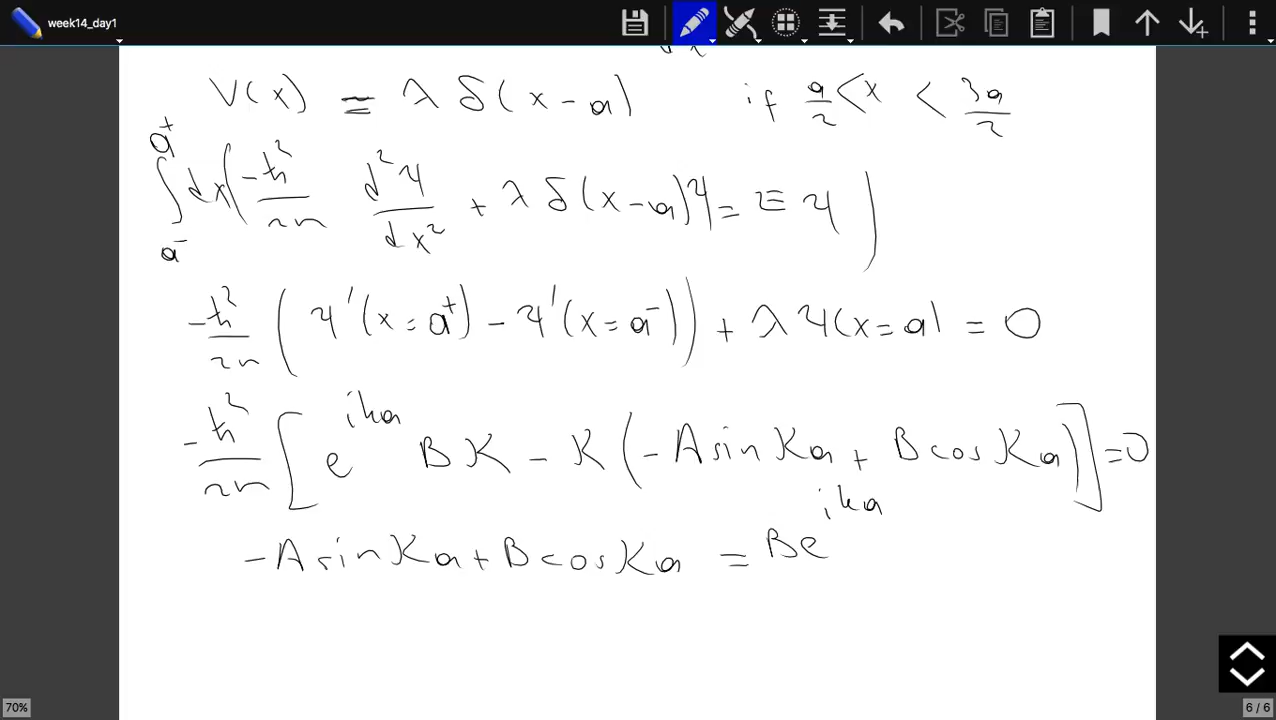 week14_day1
V(x) = λ δ(x-a) if a/2 < x < 3a/2
∫_{a⁻}^{a⁺} dx( -ħ²/2m d²ψ/dx² + λ δ(x-a)ψ = Eψ )
-ħ²/2m ( ψ'(x=a⁺) - ψ'(x=a⁻) ) + λψ(x=a) = 0
-ħ²/2m [ e^{ika} BK - K( -A sin Ka + B cos Ka ) ] = 0
-A sin Ka + B cos Ka = Be^{ika}
70%
6 / 6